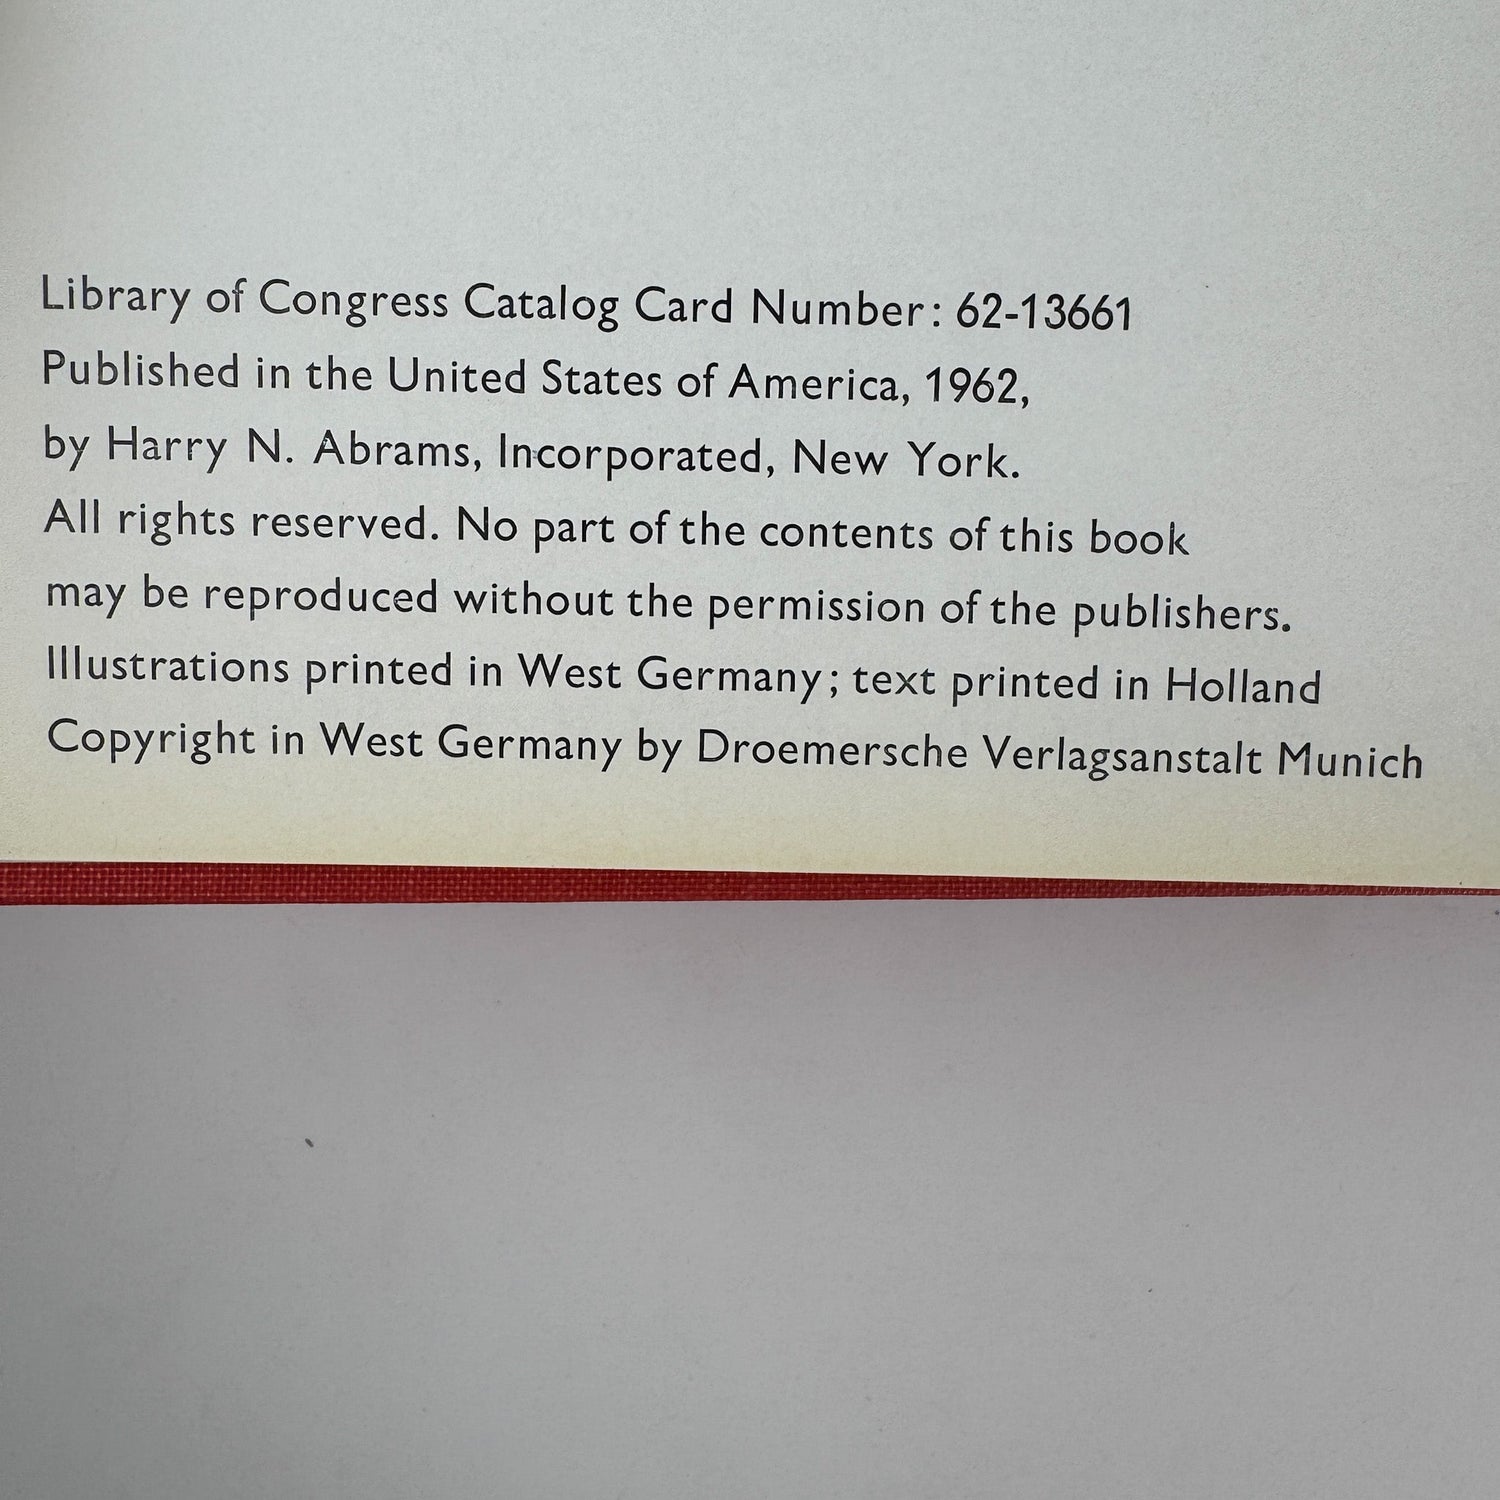 Library of Congress Catalog Card Number: 62-13661
Published in the United States of America, 1962,
by Harry N. Abrams, Incorporated, New York.
All rights reserved. No part of the contents of this book
may be reproduced without the permission of the publishers.
Illustrations printed in West Germany; text printed in Holland
Copyright in West Germany by Droemersche Verlagsanstalt Munich